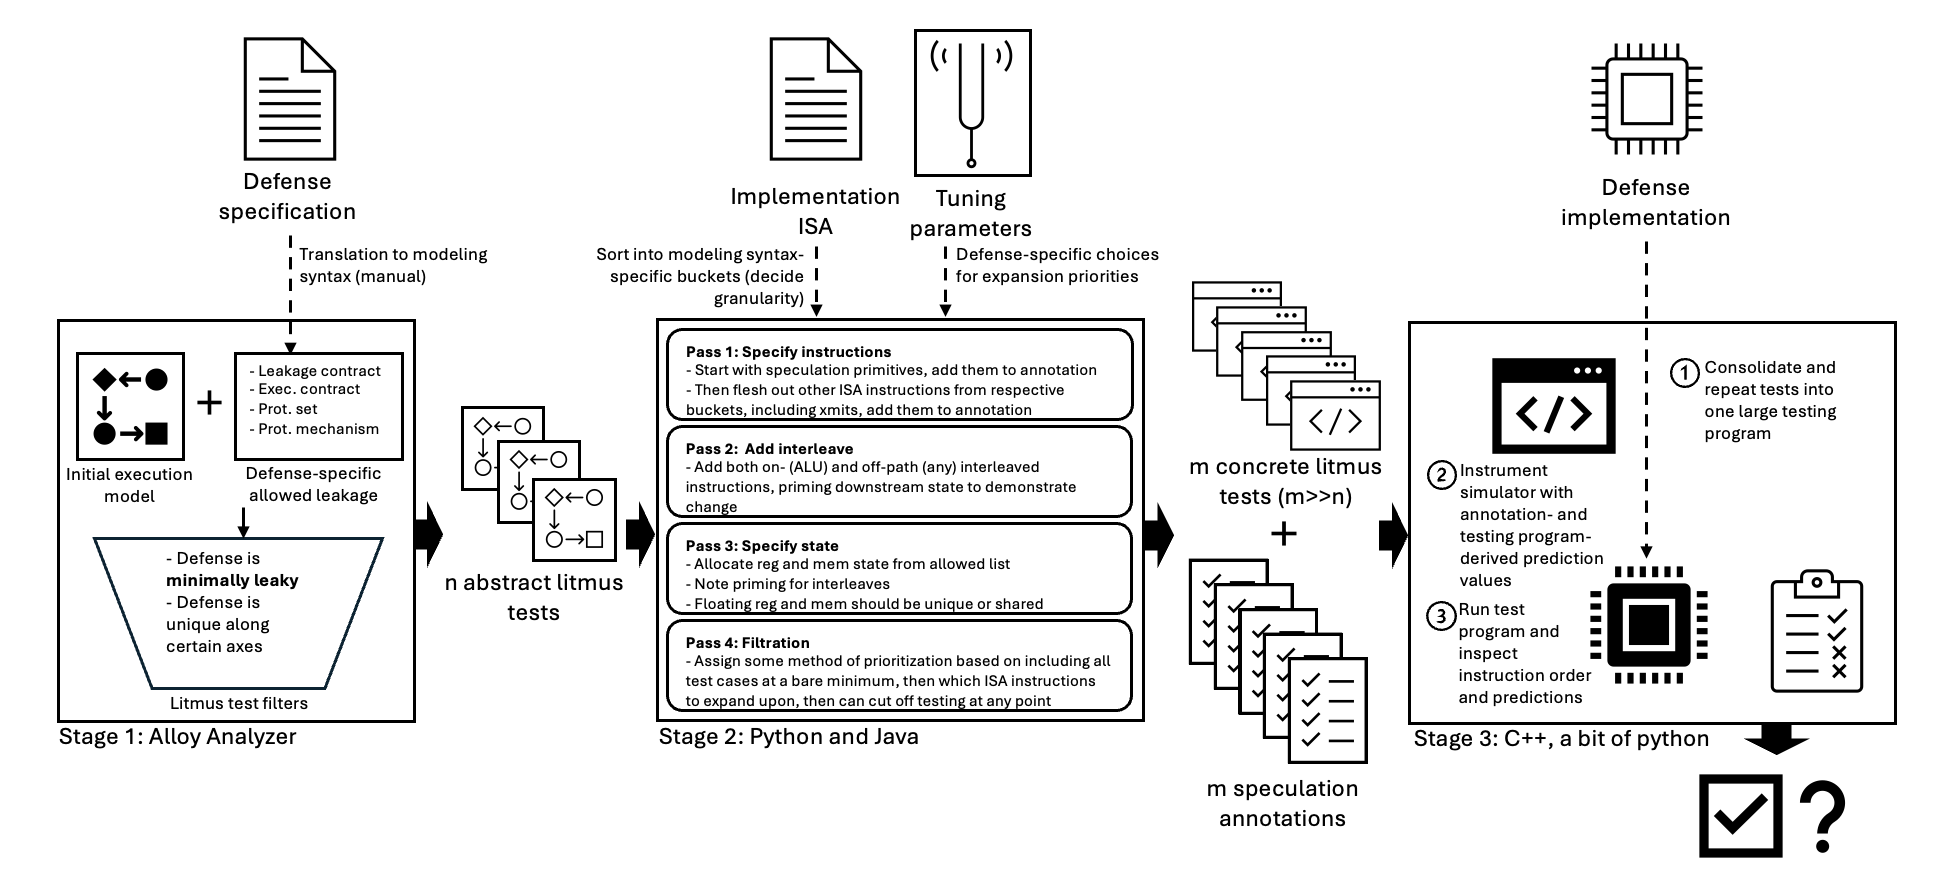 Defense
specification
Translation to modeling
syntax (manual)
- Leakage contract
- Exec. contract
- Prot. set
- Prot. mechanism
+
Initial execution
model
Defense-specific
allowed leakage
- Defense is
minimally leaky
- Defense is
unique along
certain axes
Litmus test filters
Stage 1: Alloy Analyzer
n abstract litmus
tests
Implementation
ISA
Tuning
parameters
Sort into modeling syntax-
specific buckets (decide
granularity)
Defense-specific choices
for expansion priorities
Pass 1: Specify instructions
- Start with speculation primitives, add them to annotation
- Then flesh out other ISA instructions from respective
buckets, including xmits, add them to annotation
Pass 2:  Add interleave
- Add both on- (ALU) and off-path (any) interleaved
instructions, priming downstream state to demonstrate
change
Pass 3: Specify state
- Allocate reg and mem state from allowed list
- Note priming for interleaves
- Floating reg and mem should be unique or shared
Pass 4: Filtration
- Assign some method of prioritization based on including all
test cases at a bare minimum, then which ISA instructions
to expand upon, then can cut off testing at any point
Stage 2: Python and Java
</>
m concrete litmus
tests (m>>n)
+
m speculation
annotations
Defense
implementation
</>
1 Consolidate and
repeat tests into
one large testing
program
2 Instrument
simulator with
annotation- and
testing program-
derived prediction
values
3 Run test
program and
inspect
instruction order
and predictions
Stage 3: C++, a bit of python
?